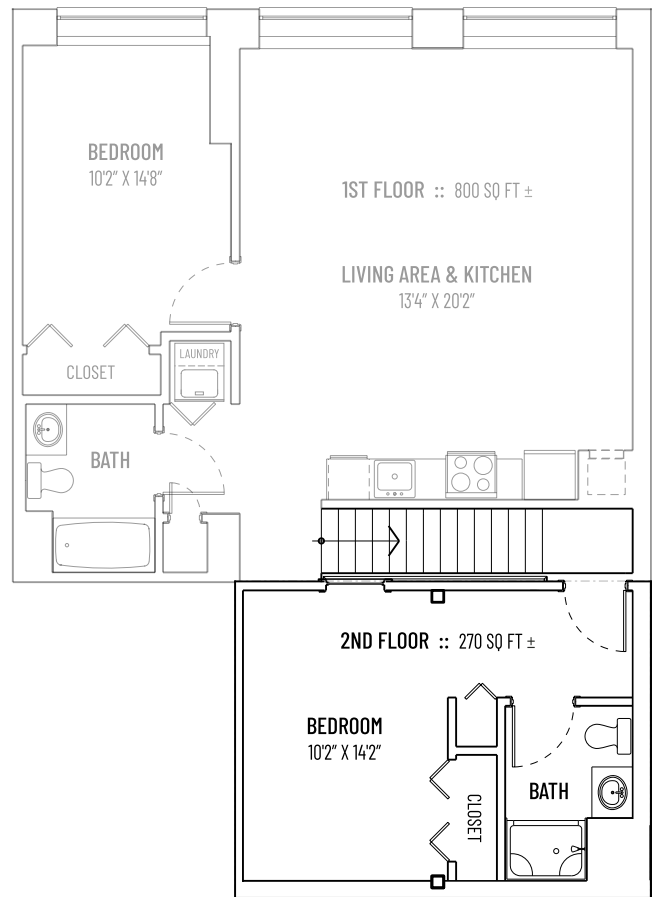 BEDROOM
10'2" X 14'8"
1ST FLOOR :: 800 SQ FT ±
LIVING AREA & KITCHEN
13'4" X 20'2"
LAUNDRY
CLOSET
BATH
2ND FLOOR :: 270 SQ FT ±
BEDROOM
10'2" X 14'2"
BATH
CLOSET